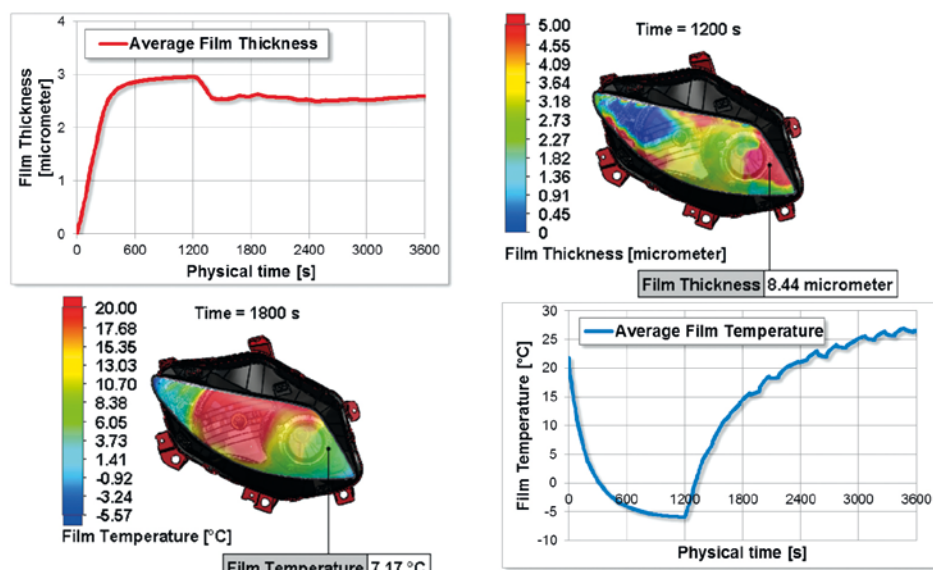 4
3
2
1
0
Film Thickness
[micrometer]
Average Film Thickness
0 600 1200 1800 2400 3000 3600
Physical time [s]
5.00
4.55
4.09
3.64
3.18
2.73
2.27
1.82
1.36
0.91
0.45
0
Time = 1200 s
Film Thickness [micrometer]
Film Thickness 8.44 micrometer
20.00
17.68
15.35
13.03
10.70
8.38
6.05
3.73
1.41
-0.92
-3.24
-5.57
Time = 1800 s
Film Temperature [°C]
Film Temperature 7.17 °C
30
25
20
15
10
5
0
-5
-10
Film Temperature [°C]
Average Film Temperature
0 600 1200 1800 2400 3000 3600
Physical time [s]